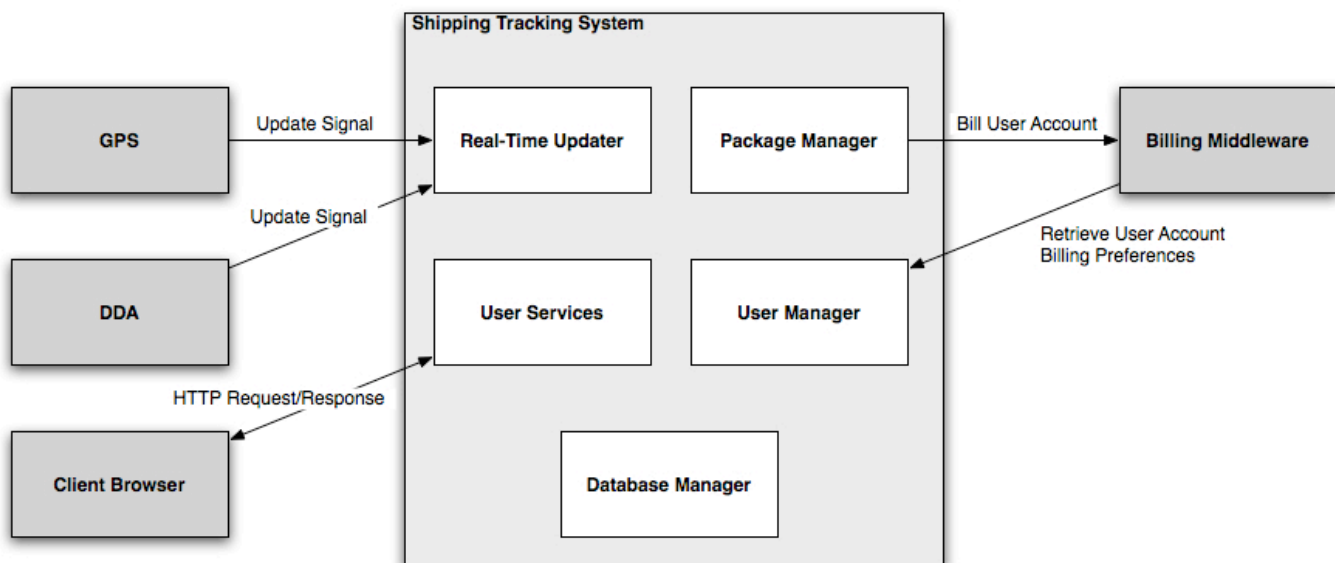 Shipping Tracking System
GPS
Update Signal
Real-Time Updater
Package Manager
Bill User Account
Billing Middleware
Update Signal
Retrieve User Account
Billing Preferences
DDA
User Services
User Manager
HTTP Request/Response
Client Browser
Database Manager